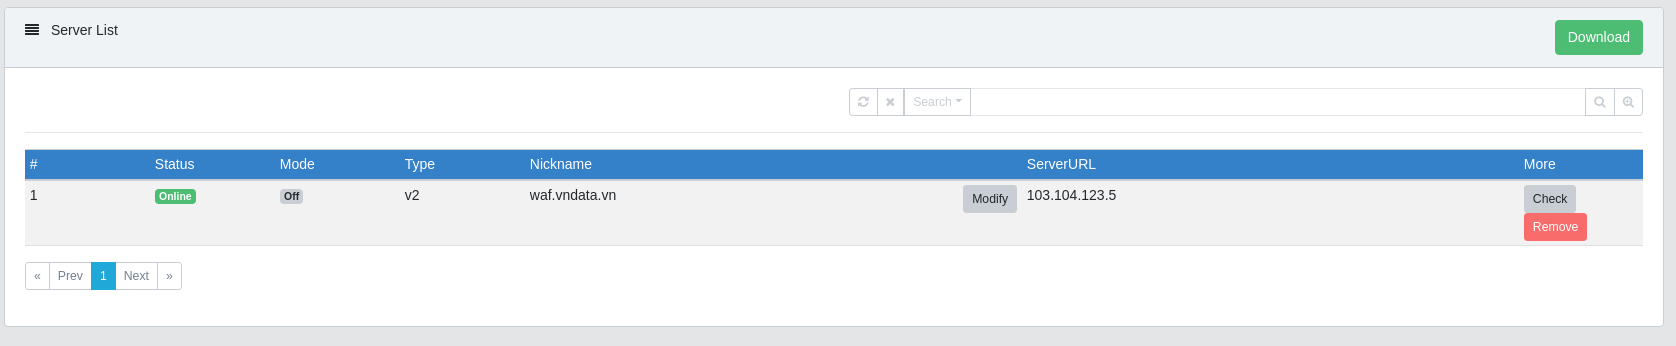 Server List
Download
Search
# Status Mode Type Nickname ServerURL More
1 Online Off v2 waf.vndata.vn Modify 103.104.123.5 Check
Remove
« Prev 1 Next »